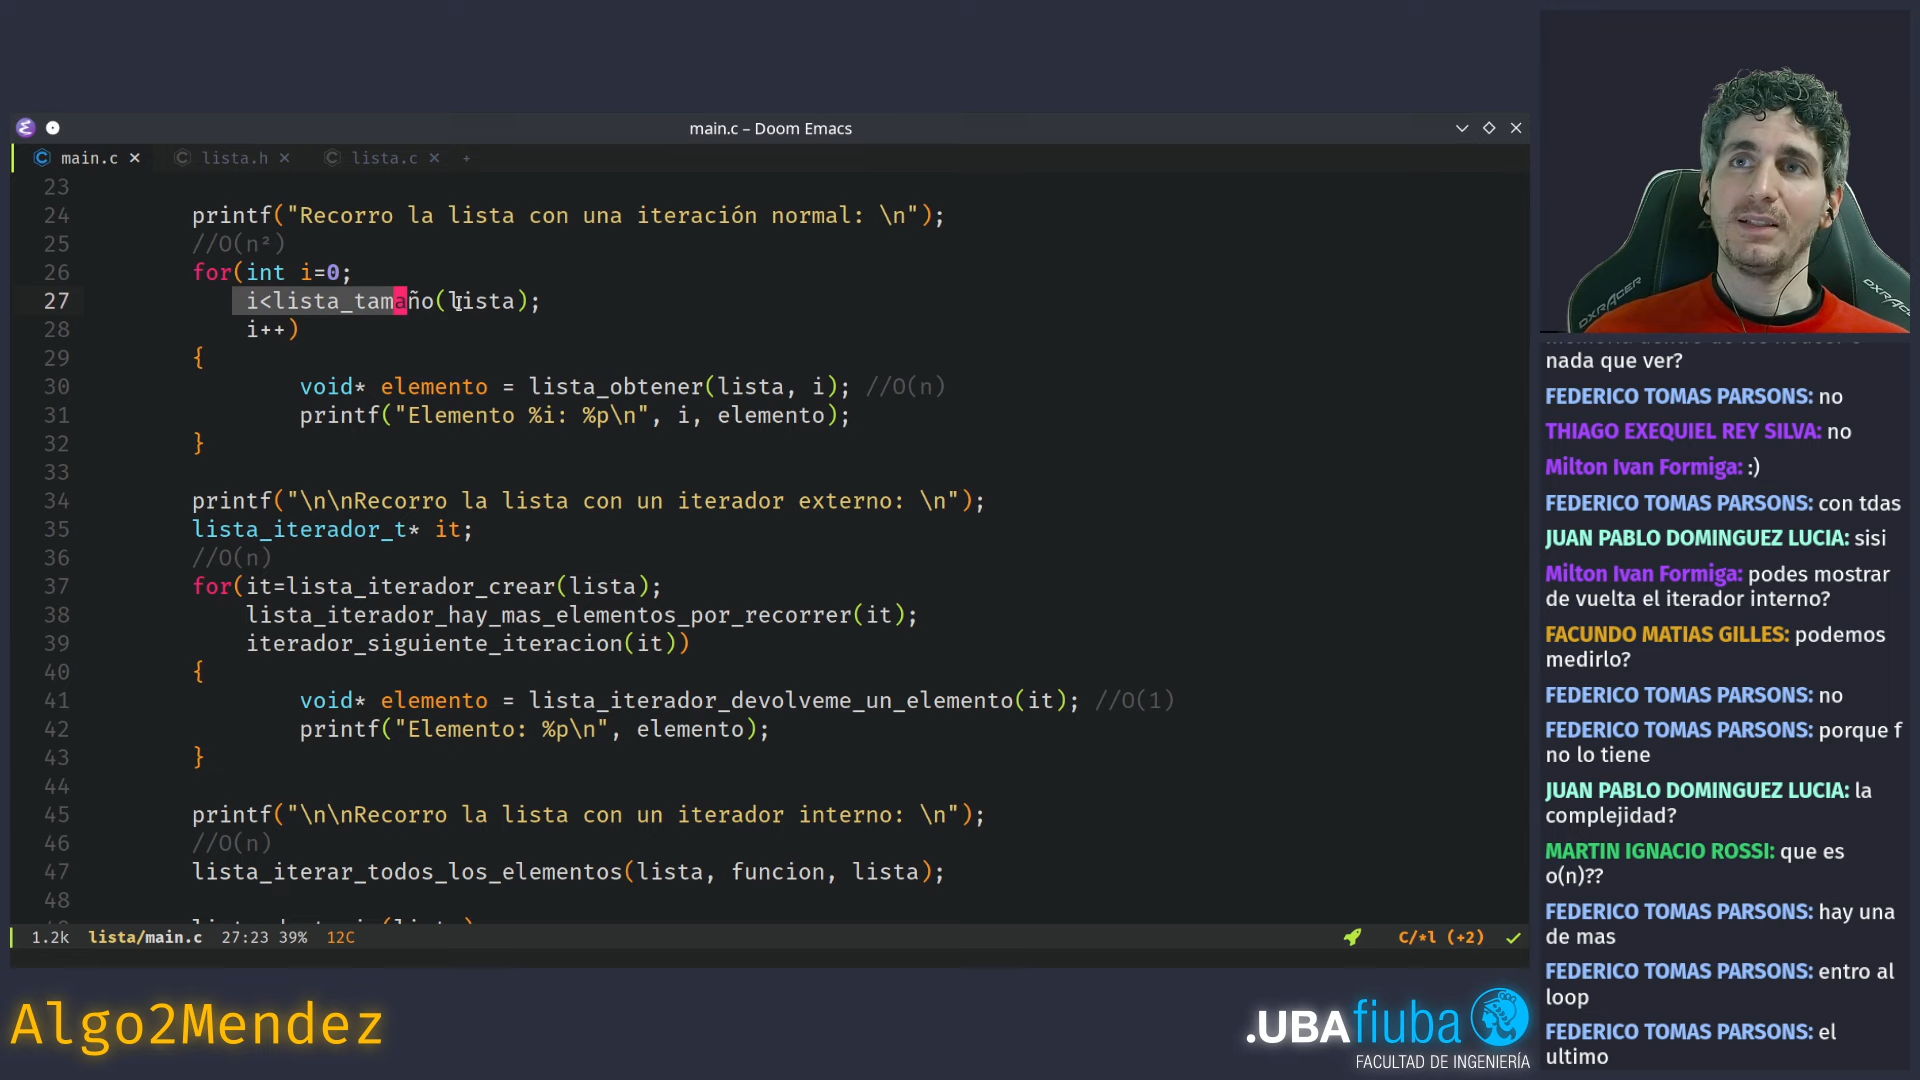 main.c – Doom Emacs
main.c ×
lista.h ×
lista.c ×
+
23
24 printf("Recorro la lista con una iteración normal: \n");
25 //O(n²)
26 for(int i=0;
27 i<lista_tamaño(lista);
28 i++)
29 {
30 void* elemento = lista_obtener(lista, i); //O(n)
31 printf("Elemento %i: %p\n", i, elemento);
32 }
33
34 printf("\n\nRecorro la lista con un iterador externo: \n");
35 lista_iterador_t* it;
36 //O(n)
37 for(it=lista_iterador_crear(lista);
38 lista_iterador_hay_mas_elementos_por_recorrer(it);
39 iterador_siguiente_iteracion(it))
40 {
41 void* elemento = lista_iterador_devolveme_un_elemento(it); //O(1)
42 printf("Elemento: %p\n", elemento);
43 }
44
45 printf("\n\nRecorro la lista con un iterador interno: \n");
46 //O(n)
47 lista_iterar_todos_los_elementos(lista, funcion, lista);
48
1.2k lista/main.c 27:23 39% 12C
C/*l (+2)
DXRACER
nada que ver?
FEDERICO TOMAS PARSONS: no
THIAGO EXEQUIEL REY SILVA: no
Milton Ivan Formiga: :)
FEDERICO TOMAS PARSONS: con tdas
JUAN PABLO DOMINGUEZ LUCIA: sisi
Milton Ivan Formiga: podes mostrar
de vuelta el iterador interno?
FACUNDO MATIAS GILLES: podemos
medirlo?
FEDERICO TOMAS PARSONS: no
FEDERICO TOMAS PARSONS: porque f
no lo tiene
JUAN PABLO DOMINGUEZ LUCIA: la
complejidad?
MARTIN IGNACIO ROSSI: que es
o(n)??
FEDERICO TOMAS PARSONS: hay una
de mas
FEDERICO TOMAS PARSONS: entro al
loop
FEDERICO TOMAS PARSONS: el
ultimo
Algo2Mendez
.UBAfiuba
FACULTAD DE INGENIERÍA